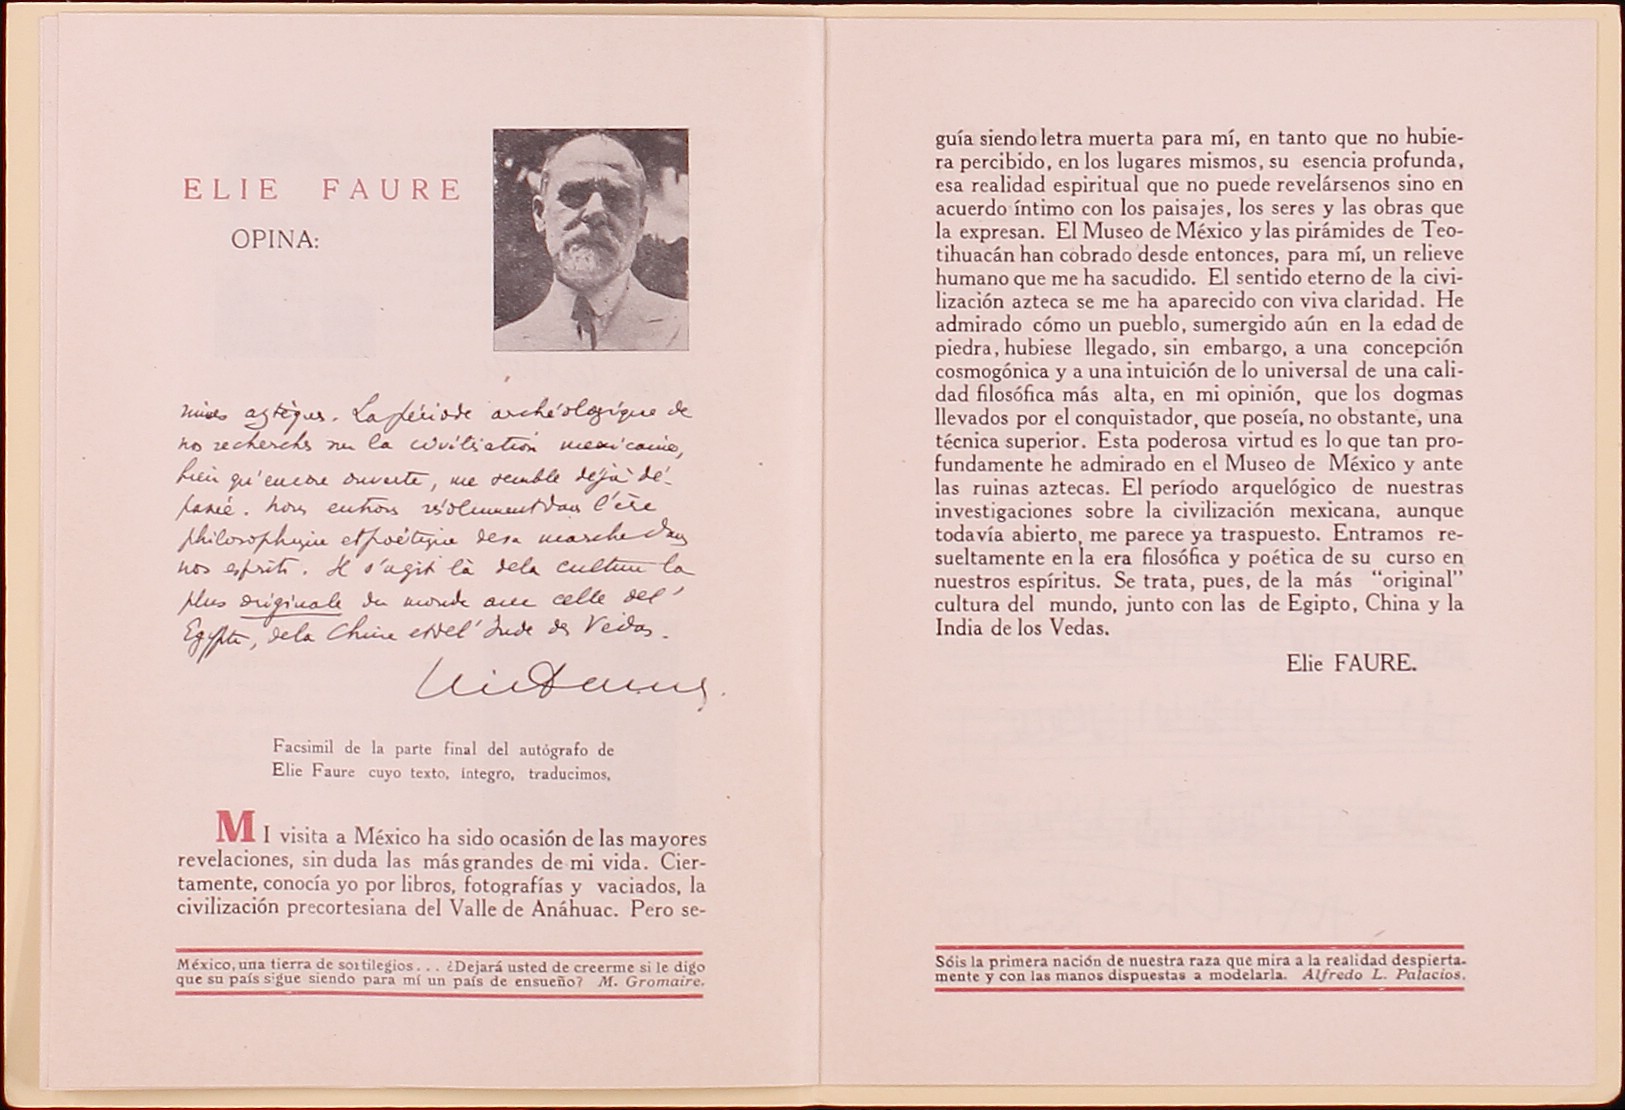 ELIE FAURE
OPINA:
ruines aztèques. La période archéologique de
nos recherches sur la civilisation mexicaine,
bien qu'encore ouverte, me semble déjà dé-
passée. Nous entrons résolument dans l'ère
philosophique et poétique de sa marche dans
nos esprits. Il s'agit là de la culture la
plus originale du monde avec celle de l'
Egypte, de la Chine et de l'Inde des Vedas.
Elie Faure
Facsimil de la parte final del autógrafo de
Elie Faure cuyo texto, íntegro, traducimos.
MI visita a México ha sido ocasión de las mayores
revelaciones, sin duda las más grandes de mi vida. Cier-
tamente, conocía yo por libros, fotografías y vaciados, la
civilización precortesiana del Valle de Anáhuac. Pero se-
México, una tierra de sortilegios... ¿Dejará usted de creerme si le digo
que su país sigue siendo para mí un país de ensueño? M. Gromaire.
guía siendo letra muerta para mí, en tanto que no hubie-
ra percibido, en los lugares mismos, su esencia profunda,
esa realidad espiritual que no puede revelársenos sino en
acuerdo íntimo con los paisajes, los seres y las obras que
la expresan. El Museo de México y las pirámides de Teo-
tihuacán han cobrado desde entonces, para mí, un relieve
humano que me ha sacudido. El sentido eterno de la civi-
lización azteca se me ha aparecido con viva claridad. He
admirado cómo un pueblo, sumergido aún en la edad de
piedra, hubiese llegado, sin embargo, a una concepción
cosmogónica y a una intuición de lo universal de una cali-
dad filosófica más alta, en mi opinión, que los dogmas
llevados por el conquistador, que poseía, no obstante, una
técnica superior. Esta poderosa virtud es lo que tan pro-
fundamente he admirado en el Museo de México y ante
las ruinas aztecas. El período arquelógico de nuestras
investigaciones sobre la civilización mexicana, aunque
todavía abierto, me parece ya traspuesto. Entramos re-
sueltamente en la era filosófica y poética de su curso en
nuestros espíritus. Se trata, pues, de la más "original"
cultura del mundo, junto con las de Egipto, China y la
India de los Vedas.
Elie FAURE.
Sóis la primera nación de nuestra raza que mira a la realidad despierta-
mente y con las manos dispuestas a modelarla. Alfredo L. Palacios.